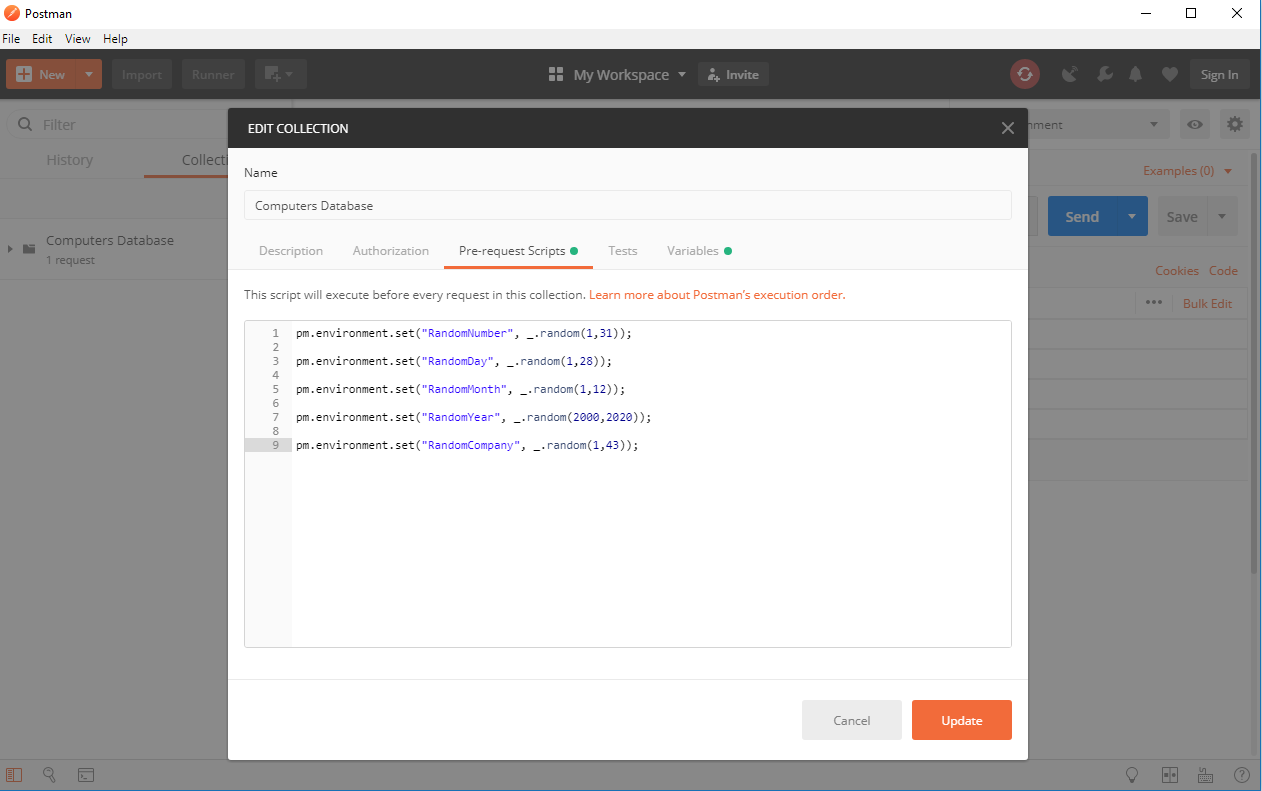 Postman
File Edit View Help
New Import Runner My Workspace Invite Sign In
Filter
History Collecti
Computers Database
1 request
EDIT COLLECTION
Name
Computers Database
Description Authorization Pre-request Scripts Tests Variables
This script will execute before every request in this collection. Learn more about Postman's execution order.
1 pm.environment.set("RandomNumber", _.random(1,31));
2
3 pm.environment.set("RandomDay", _.random(1,28));
4
5 pm.environment.set("RandomMonth", _.random(1,12));
6
7 pm.environment.set("RandomYear", _.random(2000,2020));
8
9 pm.environment.set("RandomCompany", _.random(1,43));
Cancel Update
nment
Examples (0)
Send Save
Cookies Code
Bulk Edit